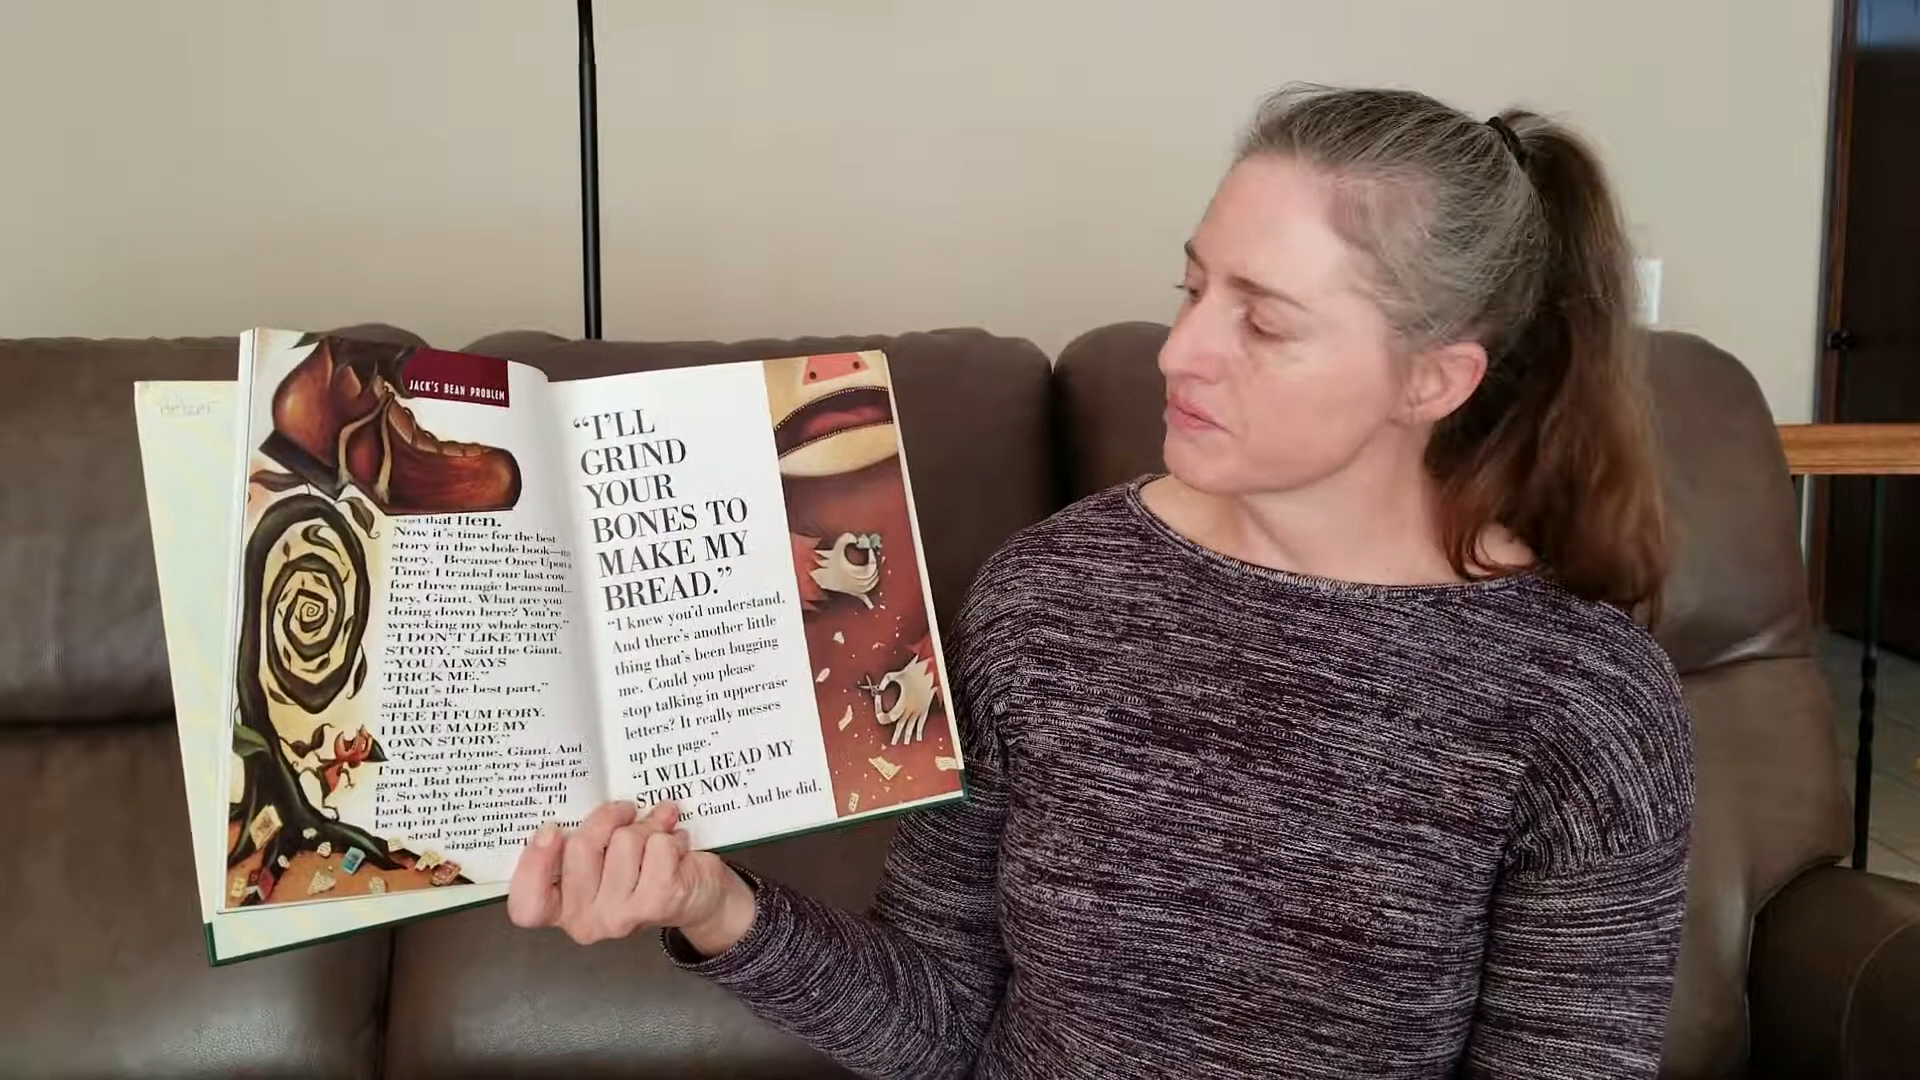 JACK'S BEAN PROBLEM
that Hen.
Now it's time for the best
story in the whole book—my
story. Because Once Upon a
Time I traded our last cow
for three magic beans and...
hey, Giant. What are you
doing down here? You're
wrecking my whole story."
"I DON'T LIKE THAT
STORY," said the Giant.
"YOU ALWAYS
TRICK ME."
"That's the best part,"
said Jack.
"FEE FI FUM FORY.
I HAVE MADE MY
OWN STORY."
"Great rhyme, Giant. And
I'm sure your story is just as
good. But there's no room for
it. So why don't you climb
back up the beanstalk. I'll
be up in a few minutes to
steal your gold and your
singing harp
"I'LL
GRIND
YOUR
BONES TO
MAKE MY
BREAD."
"I knew you'd understand.
And there's another little
thing that's been bugging
me. Could you please
stop talking in uppercase
letters? It really messes
up the page."
"I WILL READ MY
STORY NOW,"
Giant. And he did.